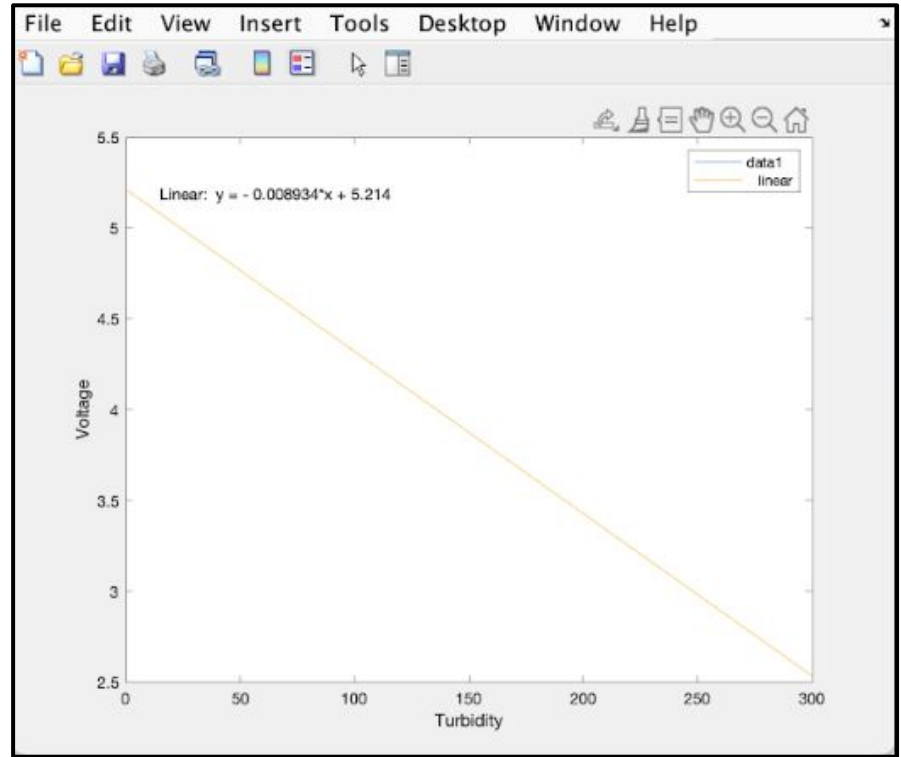 File Edit View Insert Tools Desktop Window Help
5.5
data1
linear
Linear: y = - 0.008934*x + 5.214
5
4.5
Voltage
4
3.5
3
2.5
0 50 100 150 200 250 300
Turbidity